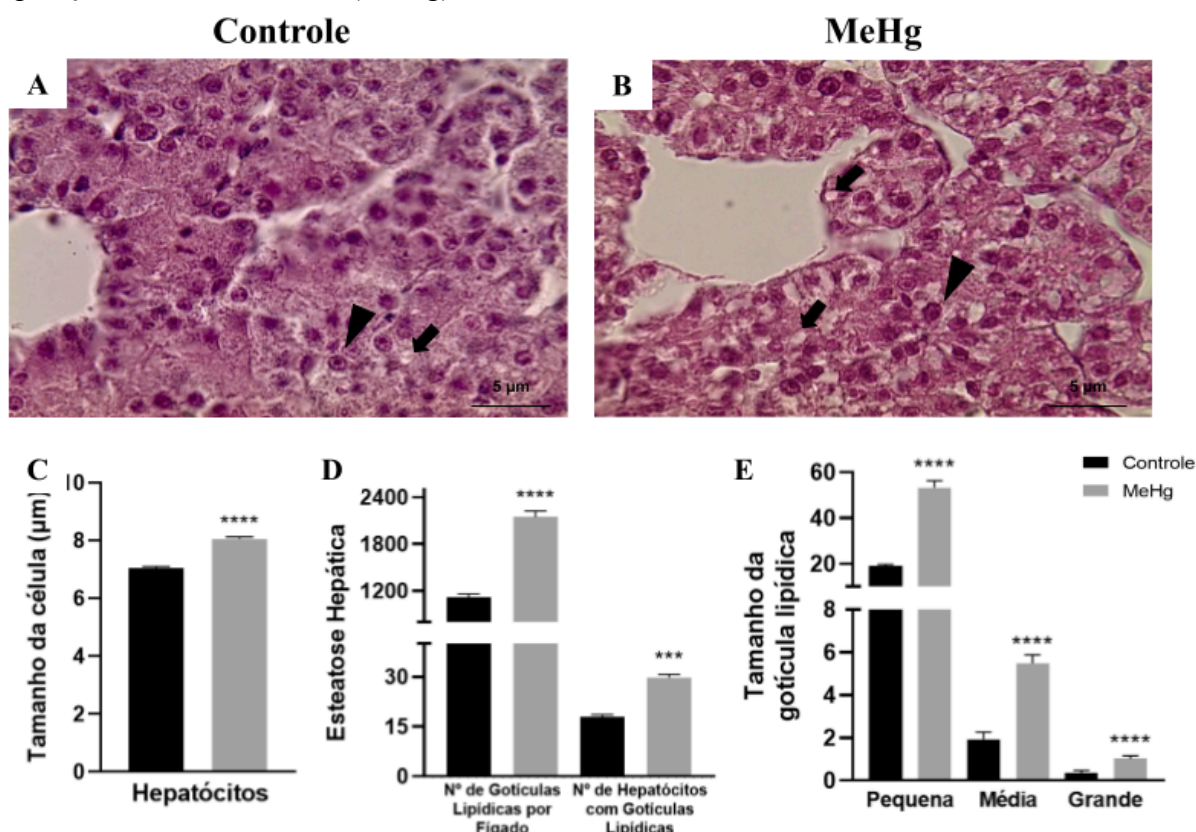 Controle
MeHg
A
B
5 µm
5 µm
C
D
E
Tamanho da célula (µm)
10
8
6
4
2
0
****
Hepatócitos
Esteatose Hepática
2400
1800
1200
30
15
0
****
***
Nº de Gotículas
Lipídicas por
Fígado
Nº de Hepatócitos
com Gotículas
Lipídicas
Tamanho da
gotícula lipídica
60
40
20
8
6
4
2
0
****
****
****
Pequena
Média
Grande
Controle
MeHg